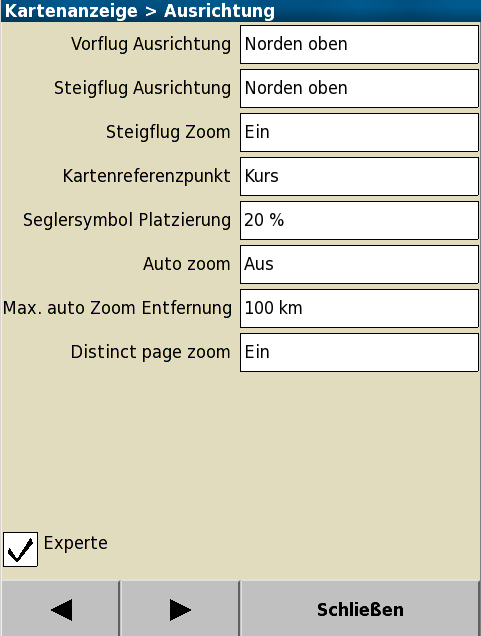 Kartenanzeige > Ausrichtung
Vorflug Ausrichtung Norden oben
Steigflug Ausrichtung Norden oben
Steigflug Zoom Ein
Kartenreferenzpunkt Kurs
Seglersymbol Platzierung 20 %
Auto zoom Aus
Max. auto Zoom Entfernung 100 km
Distinct page zoom Ein
Experte
Schließen